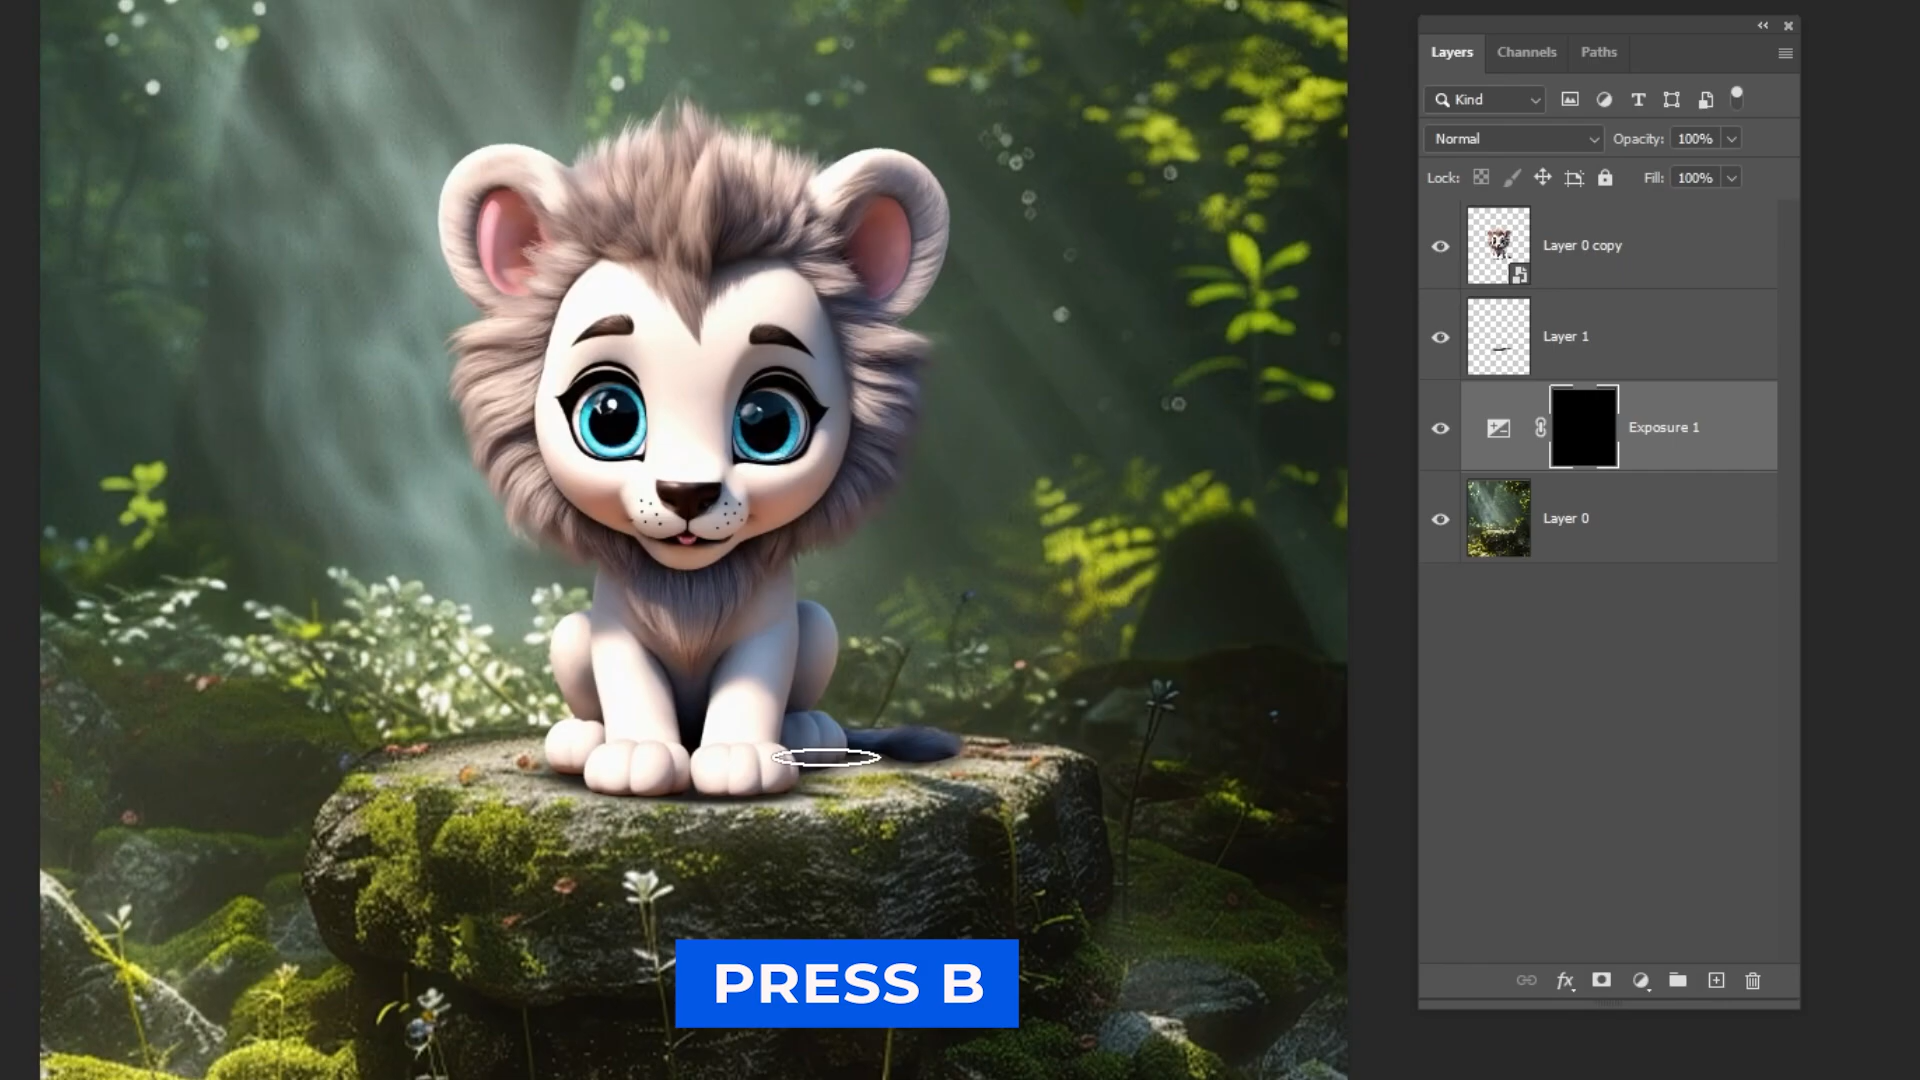 Layers Channels Paths
Kind
Normal Opacity: 100%
Lock: Fill: 100%
Layer 0 copy
Layer 1
Exposure 1
Layer 0
fx
PRESS B